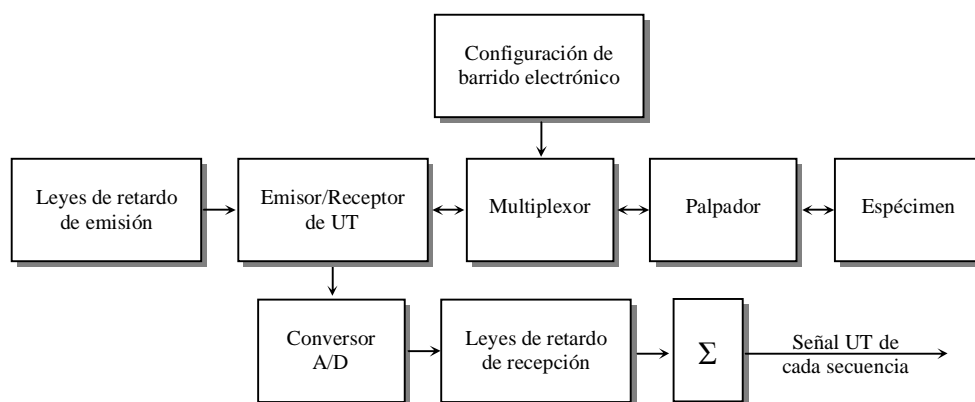 Configuración de
barrido electrónico
Leyes de retardo
de emisión
Emisor/Receptor
de UT
Multiplexor
Palpador
Espécimen
Conversor
A/D
Leyes de retardo
de recepción
Σ
Señal UT de
cada secuencia